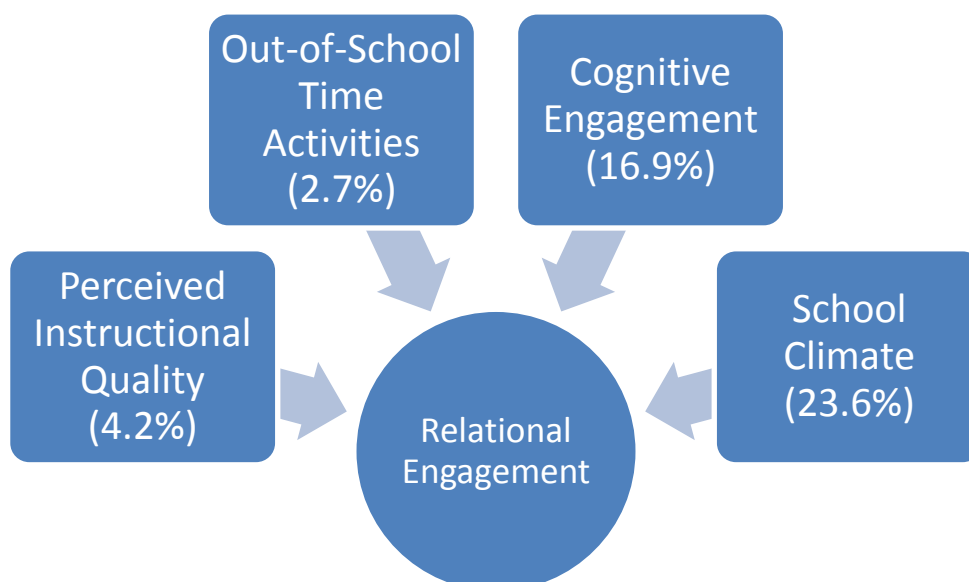 Out-of-School
Time
Activities
(2.7%)
Cognitive
Engagement
(16.9%)
Perceived
Instructional
Quality
(4.2%)
School
Climate
(23.6%)
Relational
Engagement